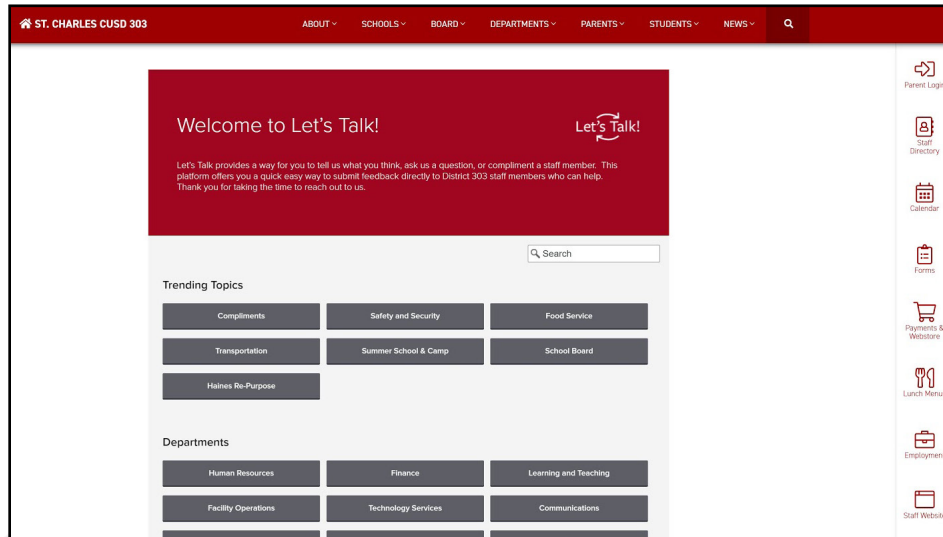 ST. CHARLES CUSD 303
ABOUT
SCHOOLS
BOARD
DEPARTMENTS
PARENTS
STUDENTS
NEWS
Welcome to Let's Talk!
Let's Talk!
Let's Talk provides a way for you to tell us what you think, ask us a question, or compliment a staff member. This
platform offers you a quick easy way to submit feedback directly to District 303 staff members who can help.
Thank you for taking the time to reach out to us.
Search
Trending Topics
Compliments
Safety and Security
Food Service
Transportation
Summer School & Camp
School Board
Haines Re-Purpose
Departments
Human Resources
Finance
Learning and Teaching
Facility Operations
Technology Services
Communications
Parent Login
Staff
Directory
Calendar
Forms
Payments &
Webstore
Lunch Menu
Employment
Staff Website